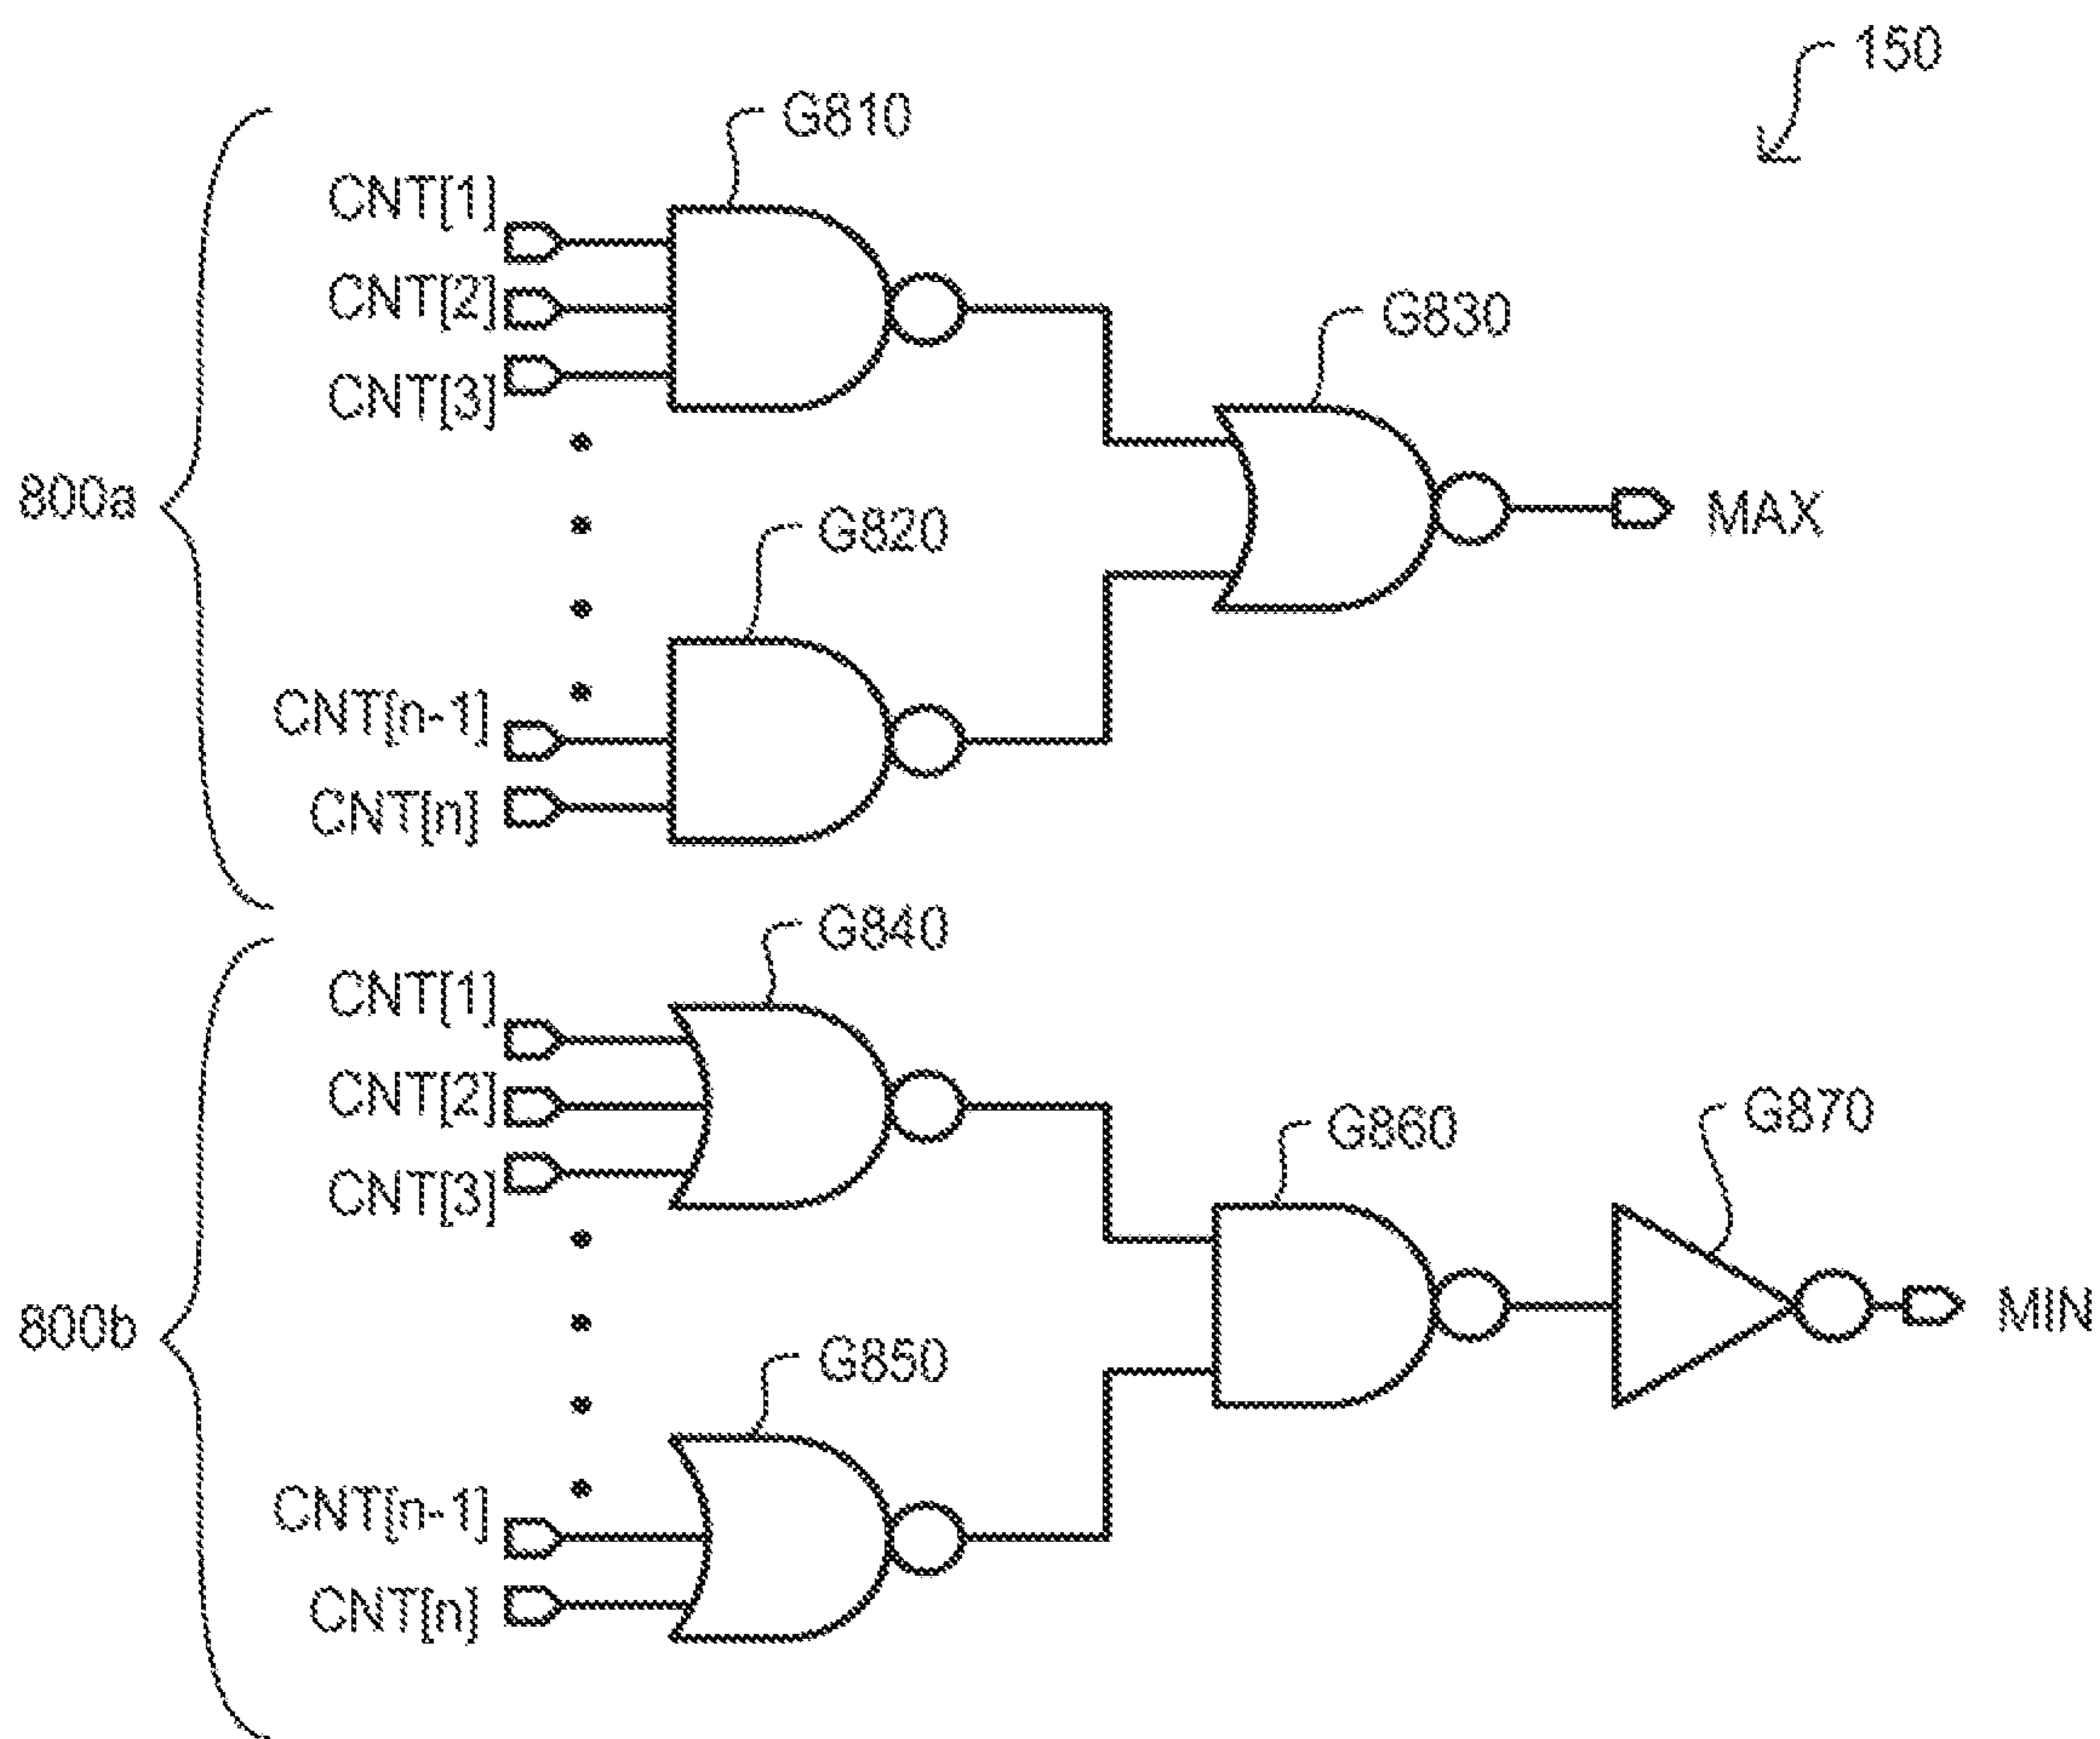 150
G810
CNT[1]
CNT[2]
G830
CNT[3]
800a
MAX
G820
CNT[n-1]
CNT[n]
G840
CNT[1]
CNT[2]
G860
G870
CNT[3]
800b
MIN
G850
CNT[n-1]
CNT[n]